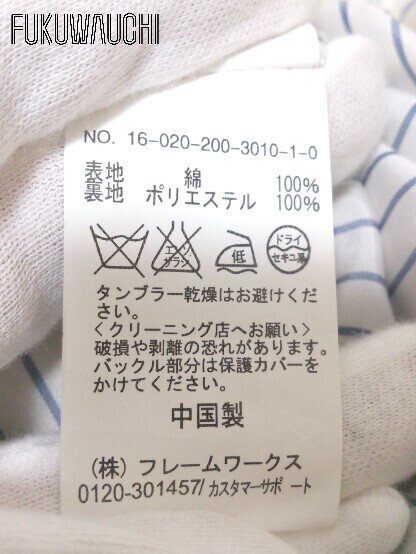 FUKUWAUCHI
NO. 16-020-200-3010-1-0
表地 綿 100%
裏地 ポリエステル 100%
エンソ サラシ 低 ドライ セキユ系
タンブラー乾燥はお避けくだ
さい。
<クリーニング店へお願い>
破損や剥離の恐れがあります。
バックル部分は保護カバーを
かけてください。
中国製
(株) フレームワークス
0120-301457/カスタマーサポート